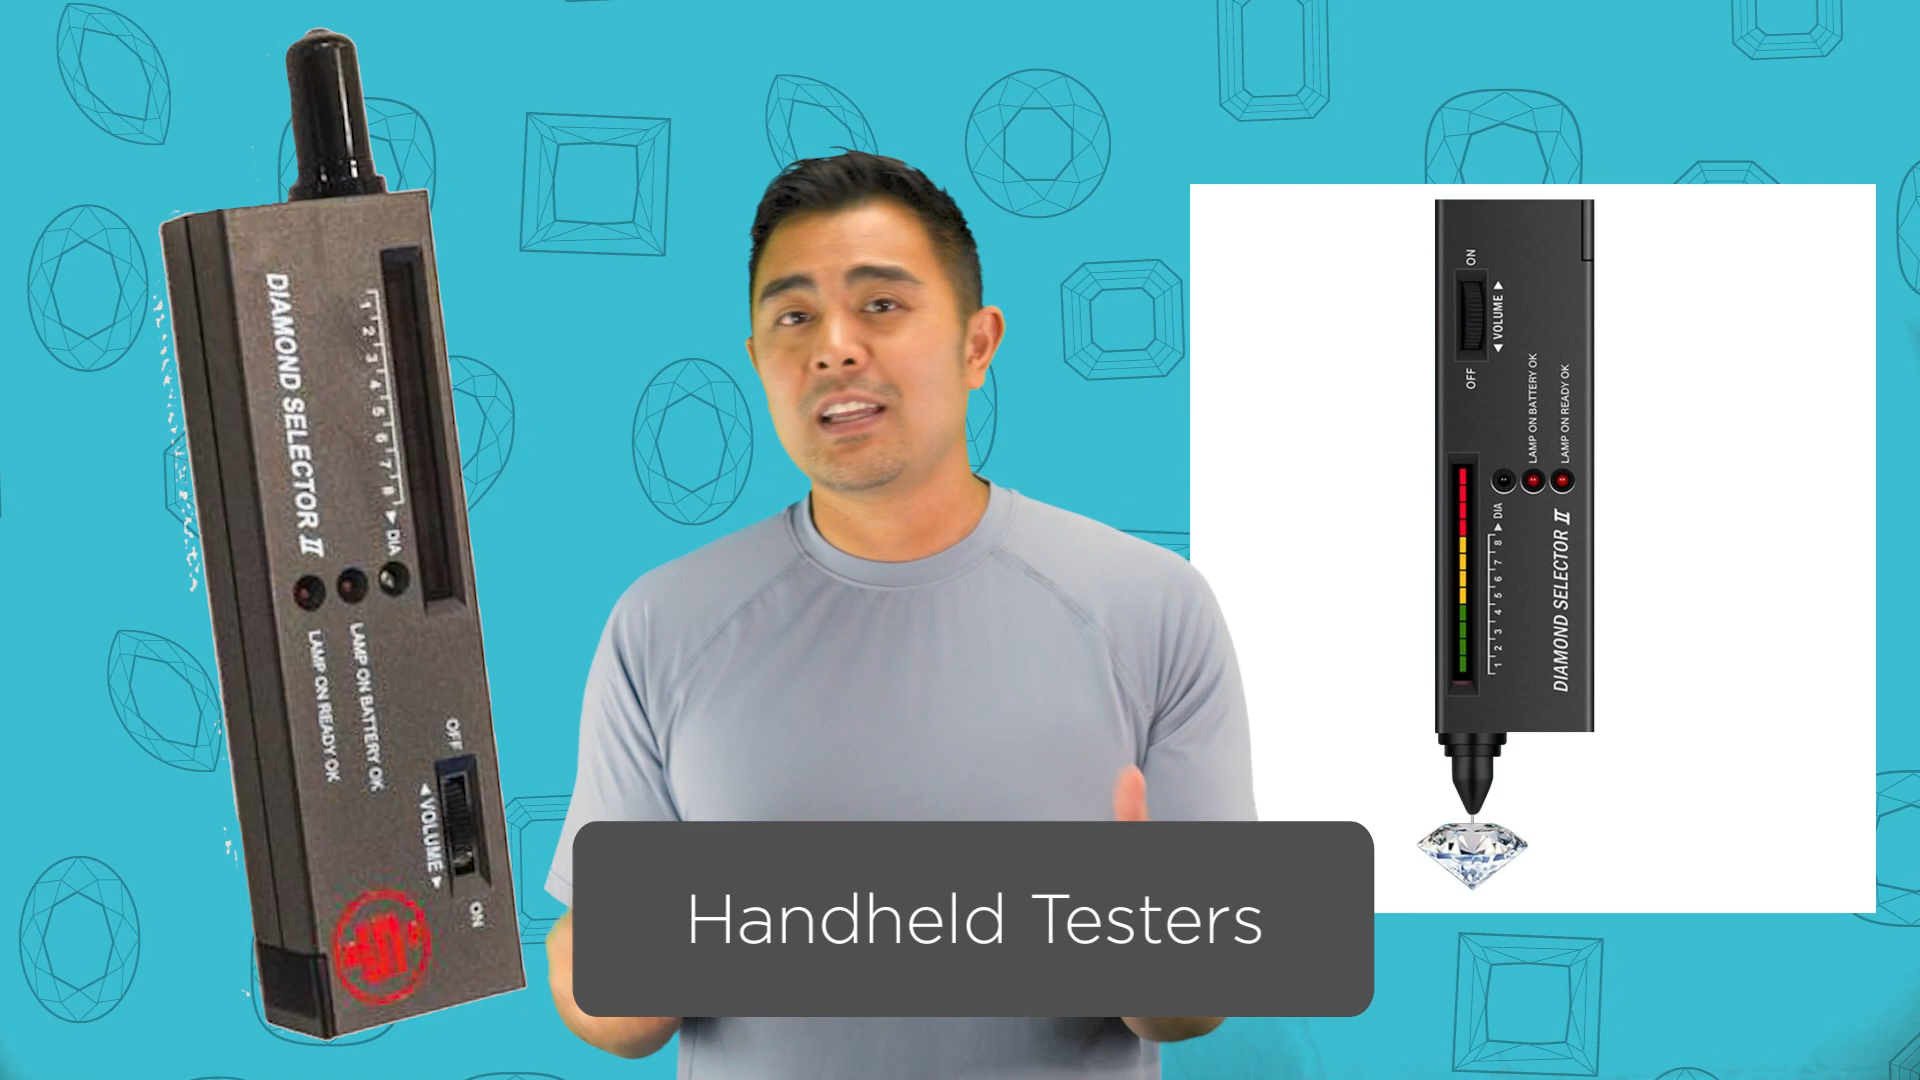 DIAMOND SELECTOR II
1 2 3 4 5 6 7 8 ▶ DIA
LAMP ON READY OK
LAMP ON BATTERY OK
OFF
◀ VOLUME ▶
ON
ON
◀ VOLUME ▶
OFF
LAMP ON BATTERY OK
LAMP ON READY OK
1 2 3 4 5 6 7 8 ▶ DIA
DIAMOND SELECTOR II
Handheld Testers